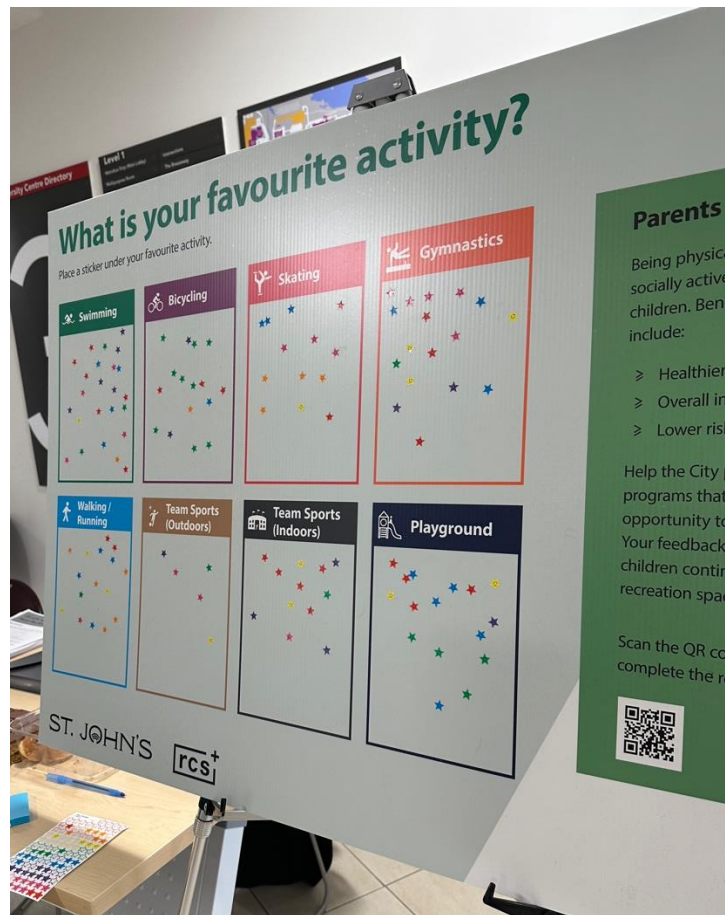 versity Centre Directory
Level 1
What is your favourite activity?
Place a sticker under your favourite activity.
Swimming
Bicycling
Skating
Gymnastics
Walking /
Running
Team Sports
(Outdoors)
Team Sports
(Indoors)
Playground
ST. JOHN'S
rcs+
Parents
Being physica
socially active
children. Ben
include:
> Healthier
> Overall in
> Lower risk
Help the City p
programs that
opportunity to
Your feedback
children contin
recreation spac
Scan the QR co
complete the r